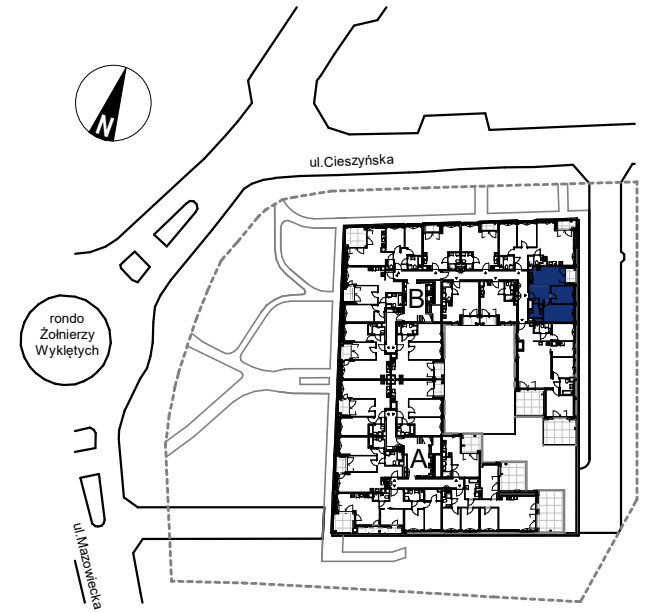 N
ul.Cieszyńska
B
rondo
Żołnierzy
Wyklętych
A
ul.Mazowiecka